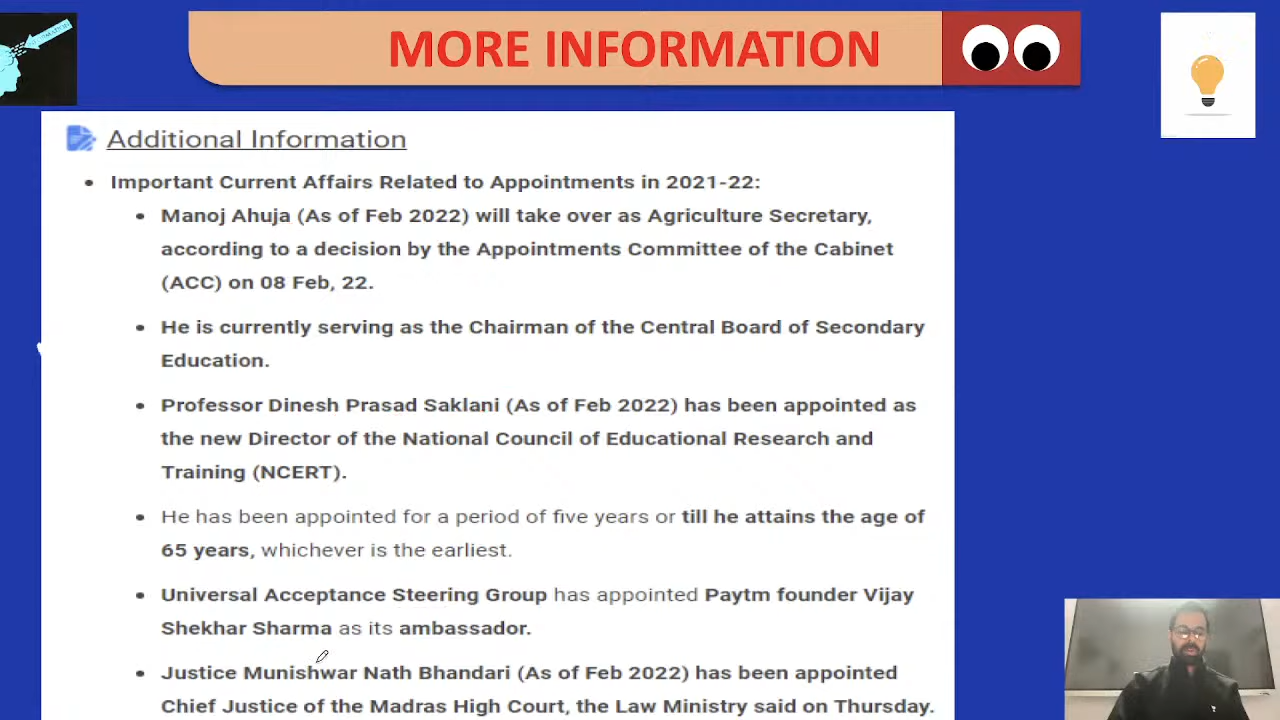 MORE INFORMATION
Additional Information
Important Current Affairs Related to Appointments in 2021-22:
Manoj Ahuja (As of Feb 2022) will take over as Agriculture Secretary,
according to a decision by the Appointments Committee of the Cabinet
(ACC) on 08 Feb, 22.
He is currently serving as the Chairman of the Central Board of Secondary
Education.
Professor Dinesh Prasad Saklani (As of Feb 2022) has been appointed as
the new Director of the National Council of Educational Research and
Training (NCERT).
He has been appointed for a period of five years or till he attains the age of
65 years, whichever is the earliest.
Universal Acceptance Steering Group has appointed Paytm founder Vijay
Shekhar Sharma as its ambassador.
Justice Munishwar Nath Bhandari (As of Feb 2022) has been appointed
Chief Justice of the Madras High Court, the Law Ministry said on Thursday.